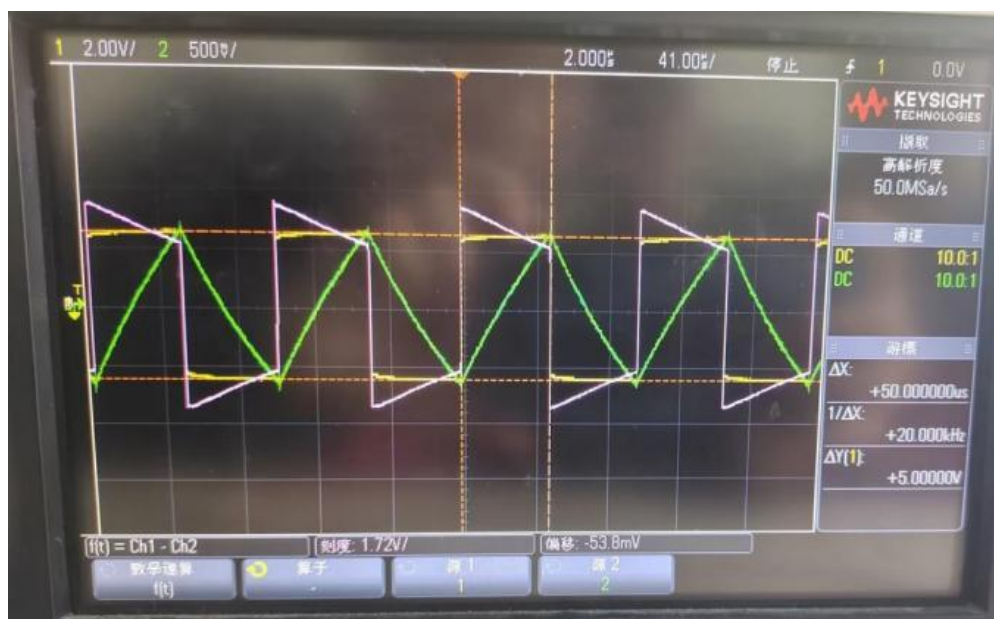 1 2.00V/ 2 500▽/ 2.000s 41.00s/ 停止 1 0.0V
KEYSIGHT
TECHNOLOGIES
擷取
高解析度
50.0MSa/s
通道
DC 10.0:1
DC 10.0:1
游標
ΔX:
+50.000000us
1/ΔX:
+20.000kHz
ΔY(1):
+5.00000V
T
f(t) = Ch1 - Ch2 刻度: 1.72V/ 偏移: -53.8mV
數學運算 算子 源 1 源 2
f(t) - 1 2